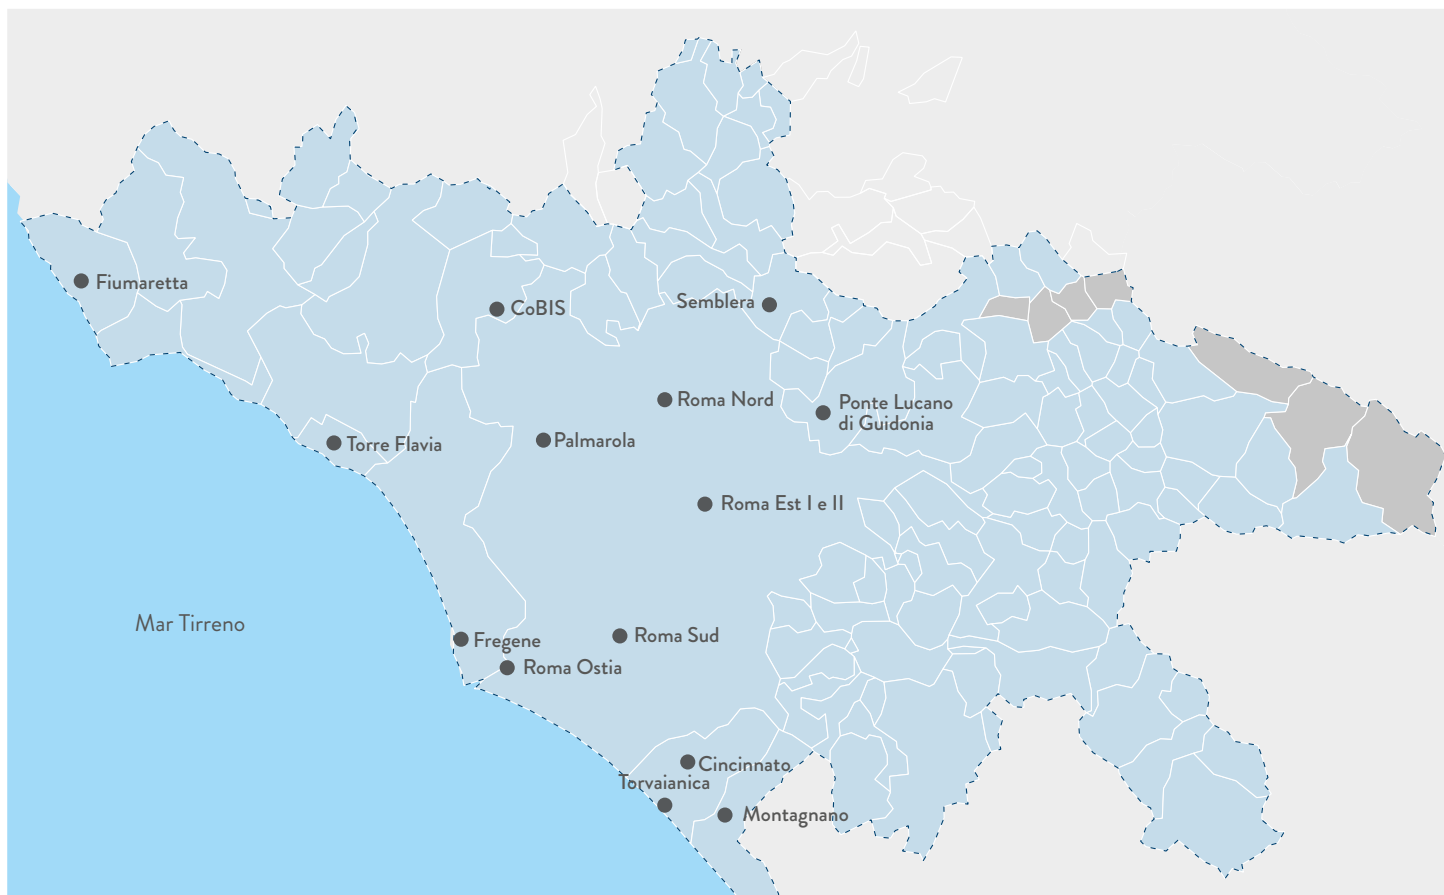 Fiumaretta
CoBIS
Semblera
Roma Nord
Ponte Lucano
di Guidonia
Palmarola
Torre Flavia
Roma Est I e II
Mar Tirreno
Fregene
Roma Sud
Roma Ostia
Cincinnato
Torvaianica
Montagnano